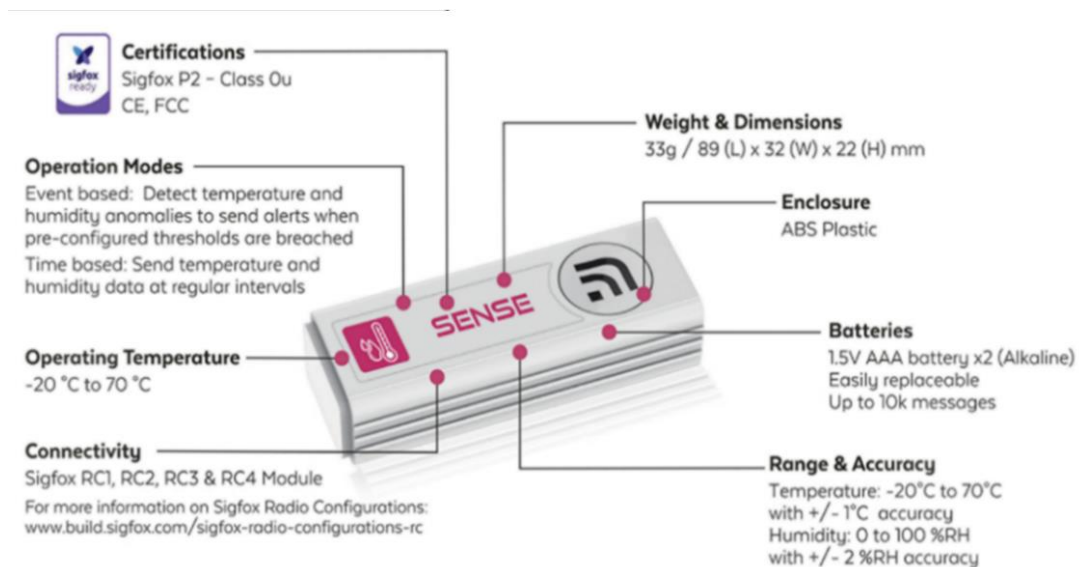 sigfox
ready
Certifications
Sigfox P2 - Class 0u
CE, FCC
Operation Modes
Event based: Detect temperature and
humidity anomalies to send alerts when
pre-configured thresholds are breached
Time based: Send temperature and
humidity data at regular intervals
Operating Temperature
-20 °C to 70 °C
Connectivity
Sigfox RC1, RC2, RC3 & RC4 Module
For more information on Sigfox Radio Configurations:
www.build.sigfox.com/sigfox-radio-configurations-rc
SENSE
Weight & Dimensions
33g / 89 (L) x 32 (W) x 22 (H) mm
Enclosure
ABS Plastic
Batteries
1.5V AAA battery x2 (Alkaline)
Easily replaceable
Up to 10k messages
Range & Accuracy
Temperature: -20°C to 70°C
with +/- 1°C accuracy
Humidity: 0 to 100 %RH
with +/- 2 %RH accuracy